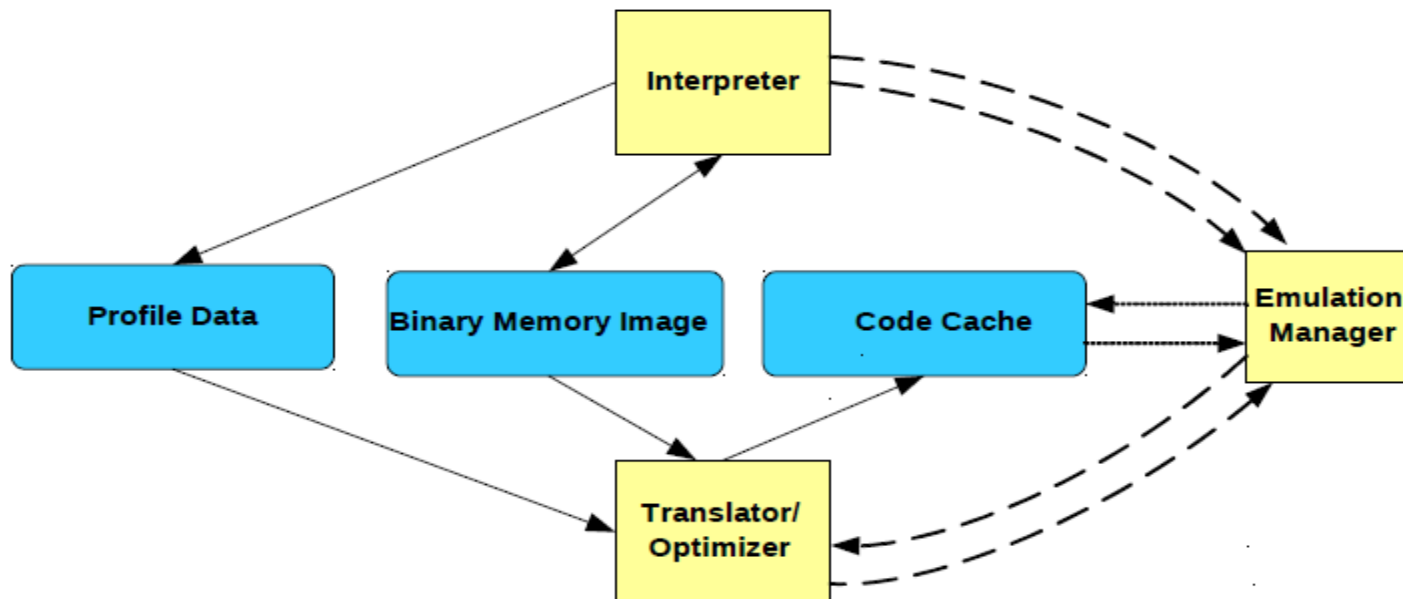 Interpreter
Profile Data
Binary Memory Image
Code Cache
Emulation
Manager
Translator/
Optimizer